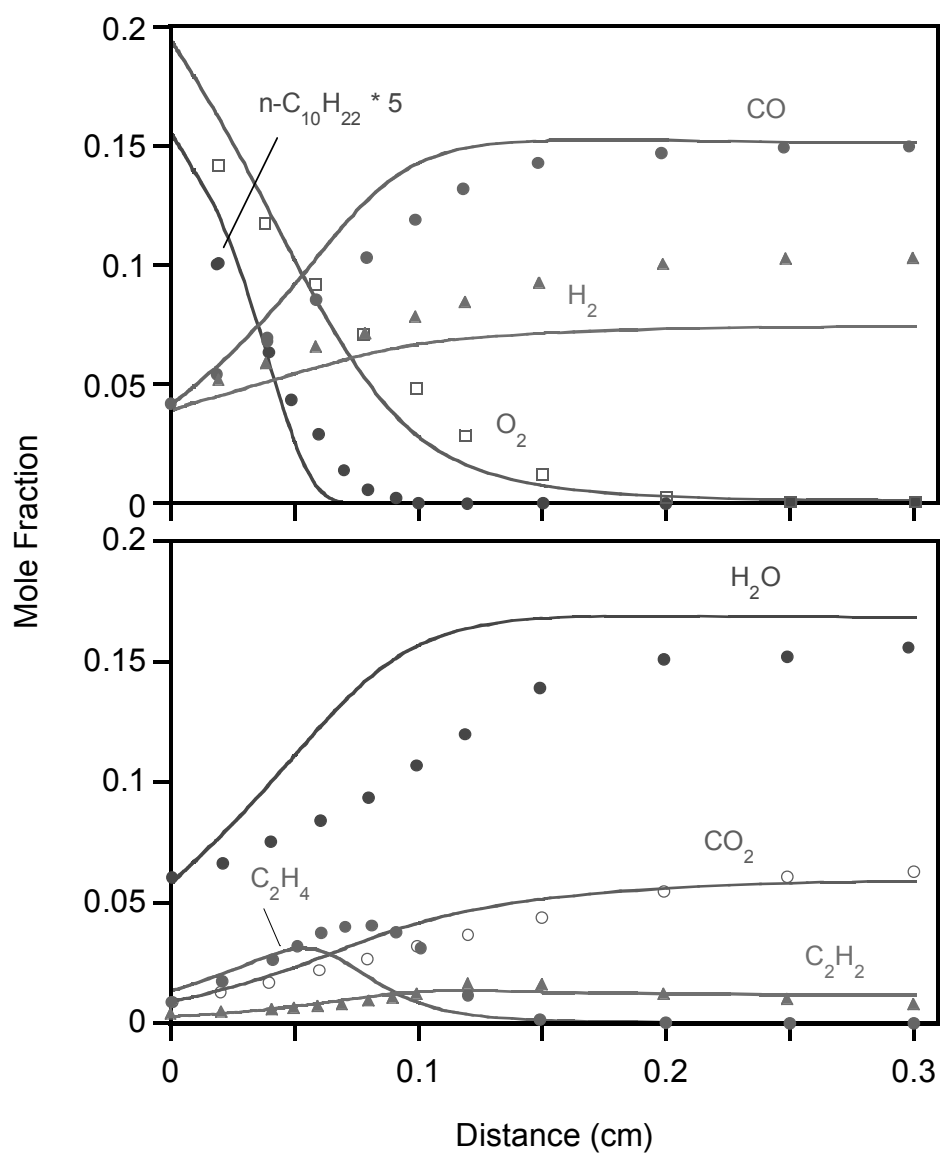 0.2
n-C₁₀H₂₂ * 5
CO
0.15
0.1
H₂
0.05
O₂
0
Mole Fraction
0.2
H₂O
0.15
0.1
CO₂
C₂H₄
0.05
C₂H₂
0
0 0.1 0.2 0.3
Distance (cm)